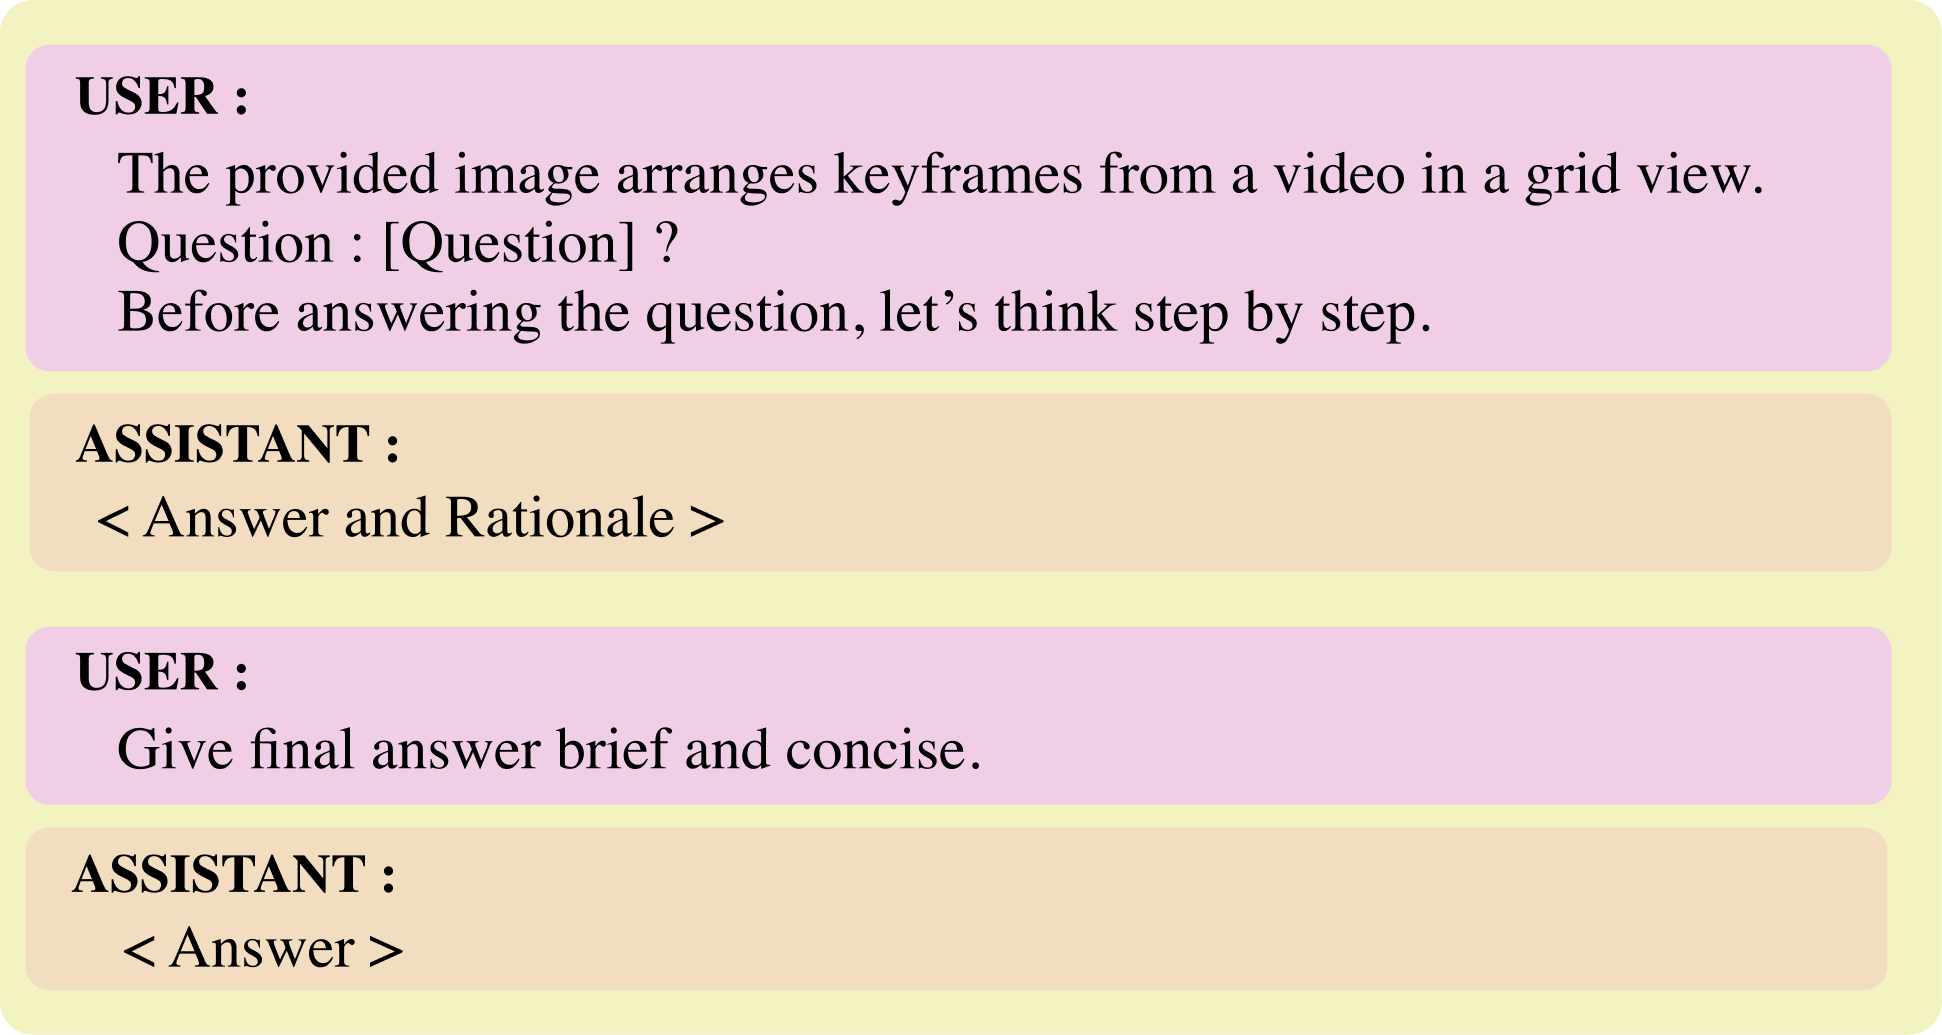 USER :
The provided image arranges keyframes from a video in a grid view.
Question : [Question] ?
Before answering the question, let’s think step by step.
ASSISTANT :
< Answer and Rationale >
USER :
Give final answer brief and concise.
ASSISTANT :
< Answer >